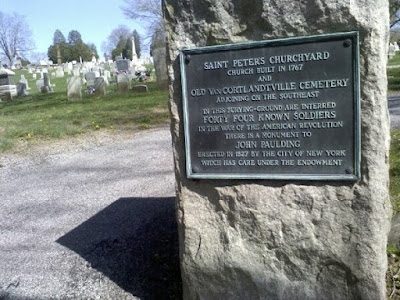 SAINT PETER'S CHURCHYARD
CHURCH BUILT IN 1767
AND
OLD VAN CORTLANDTVILLE CEMETERY
ADJOINING ON THE SOUTHEAST
IN THIS BURYING-GROUND ARE INTERRED
FORTY FOUR KNOWN SOLDIERS
IN THE WAR OF THE AMERICAN REVOLUTION
THERE IS A MONUMENT TO
JOHN PAULDING
ERECTED IN 1827 BY THE CITY OF NEW YORK
WHICH HAS CARE UNDER THE ENDOWMENT